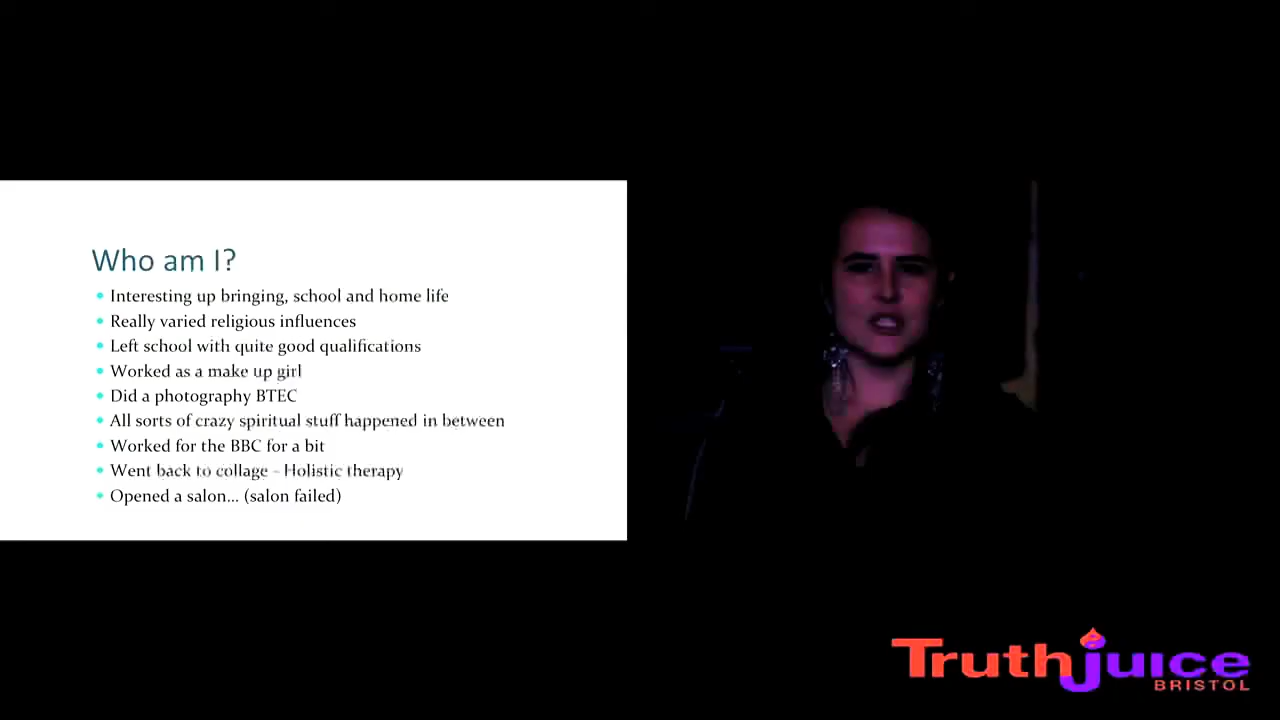 Who am I?
Interesting up bringing, school and home life
Really varied religious influences
Left school with quite good qualifications
Worked as a make up girl
Did a photography BTEC
All sorts of crazy spiritual stuff happened in between
Worked for the BBC for a bit
Went back to collage - Holistic therapy
Opened a salon... (salon failed)
Truthjuice
BRISTOL